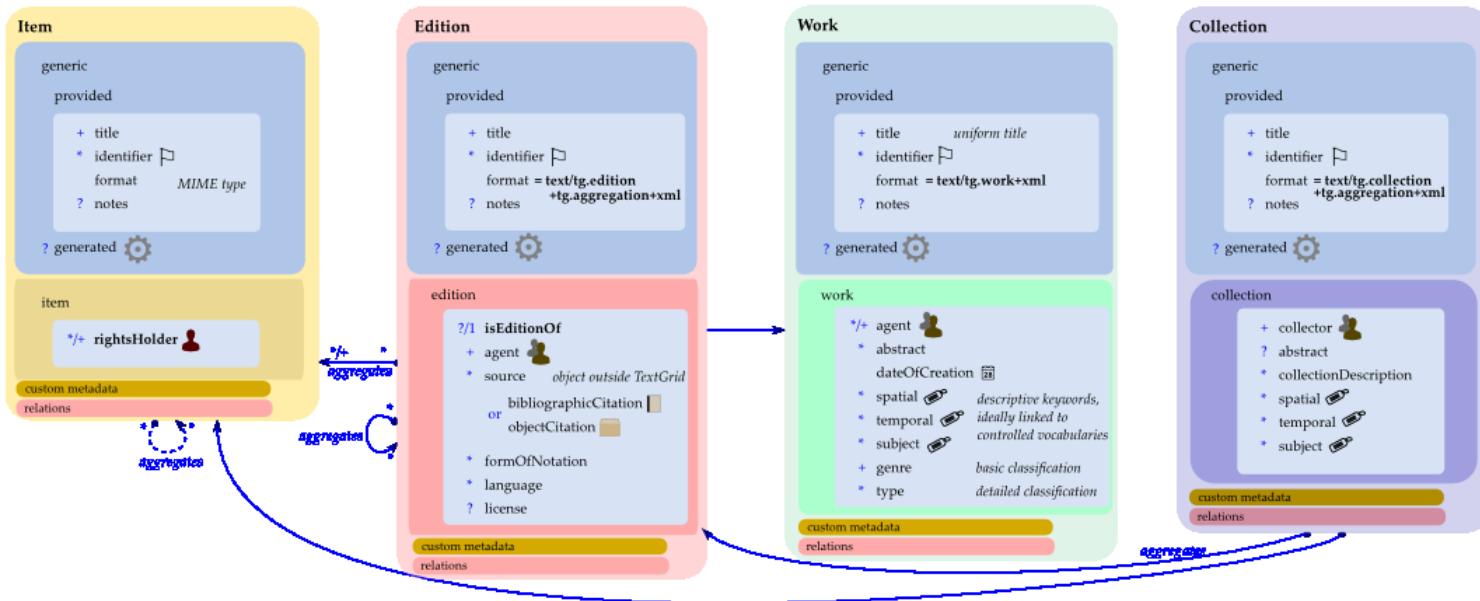 Item
generic
provided
+ title
* identifier
format MIME type
? notes
? generated
item
*/+ rightsHolder
custom metadata
relations
* *
aggregates
*/+ *
aggregates
*
aggregates
*
Edition
generic
provided
+ title
* identifier
format = text/tg.edition
+tg.aggregation+xml
? notes
? generated
edition
?/1 isEditionOf
+ agent
* source object outside TextGrid
bibliographicCitation
or
objectCitation
* formOfNotation
* language
? license
custom metadata
relations
Work
generic
provided
+ title uniform title
* identifier
format = text/tg.work+xml
? notes
? generated
work
*/+ agent
* abstract
dateOfCreation 28
* spatial descriptive keywords,
* temporal ideally linked to
* subject controlled vocabularies
+ genre basic classification
* type detailed classification
custom metadata
relations
Collection
generic
provided
+ title
* identifier
format = text/tg.collection
+tg.aggregation+xml
? notes
? generated
collection
+ collector
? abstract
* collectionDescription
* spatial
* temporal
* subject
custom metadata
relations
aggregates